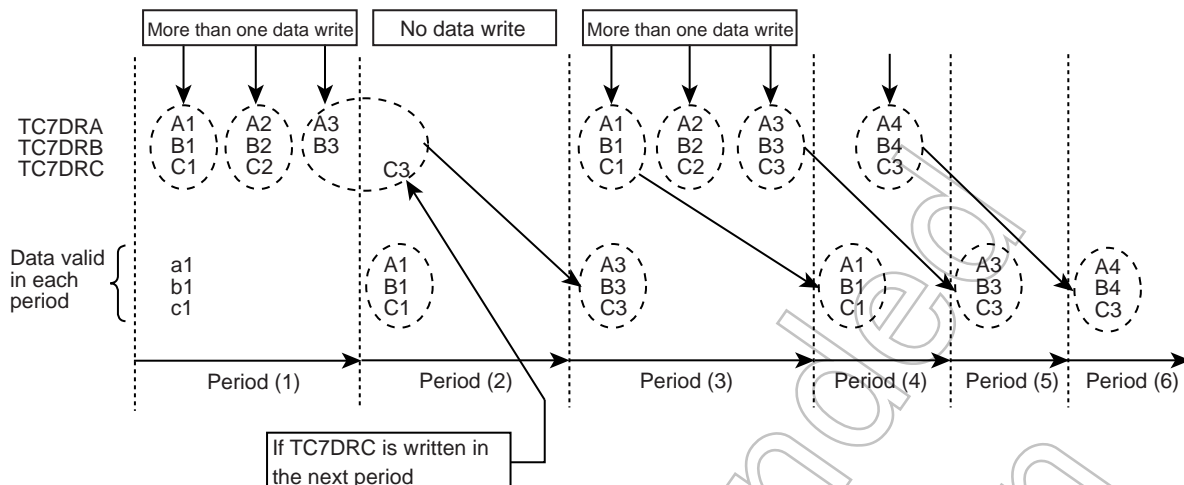 More than one data write
No data write
More than one data write
TC7DRA
TC7DRB
TC7DRC
A1
B1
C1
A2
B2
C2
A3
B3
C3
A1
B1
C1
A2
B2
C2
A3
B3
C3
A4
B4
C3
Data valid
in each
period
a1
b1
c1
A1
B1
C1
A3
B3
C3
A1
B1
C1
A3
B3
C3
A4
B4
C3
Period (1)
Period (2)
Period (3)
Period (4)
Period (5)
Period (6)
If TC7DRC is written in
the next period